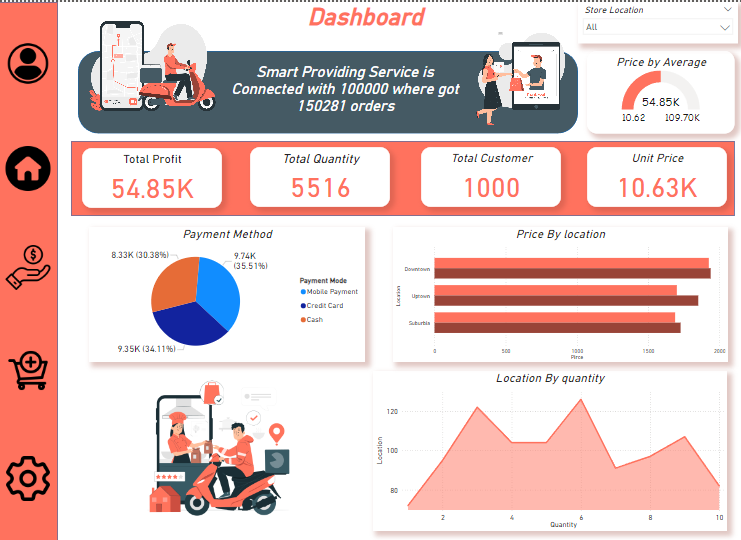 Dashboard
Store Location
All
Smart Providing Service is
Connected with 100000 where got
150281 orders
Price by Average
54.85K
10.62
109.70K
Total Profit
54.85K
Total Quantity
5516
Total Customer
1000
Unit Price
10.63K
Payment Method
8.33K (30.38%)
9.74K
(35.51%)
9.35K (34.11%)
Payment Mode
Mobile Payment
Credit Card
Cash
Price By location
Location
Downtown
Uptown
Suburbia
0
500
1000
1500
2000
Pirce
Location By quantity
Location
120
100
80
2
4
6
8
10
Quantity